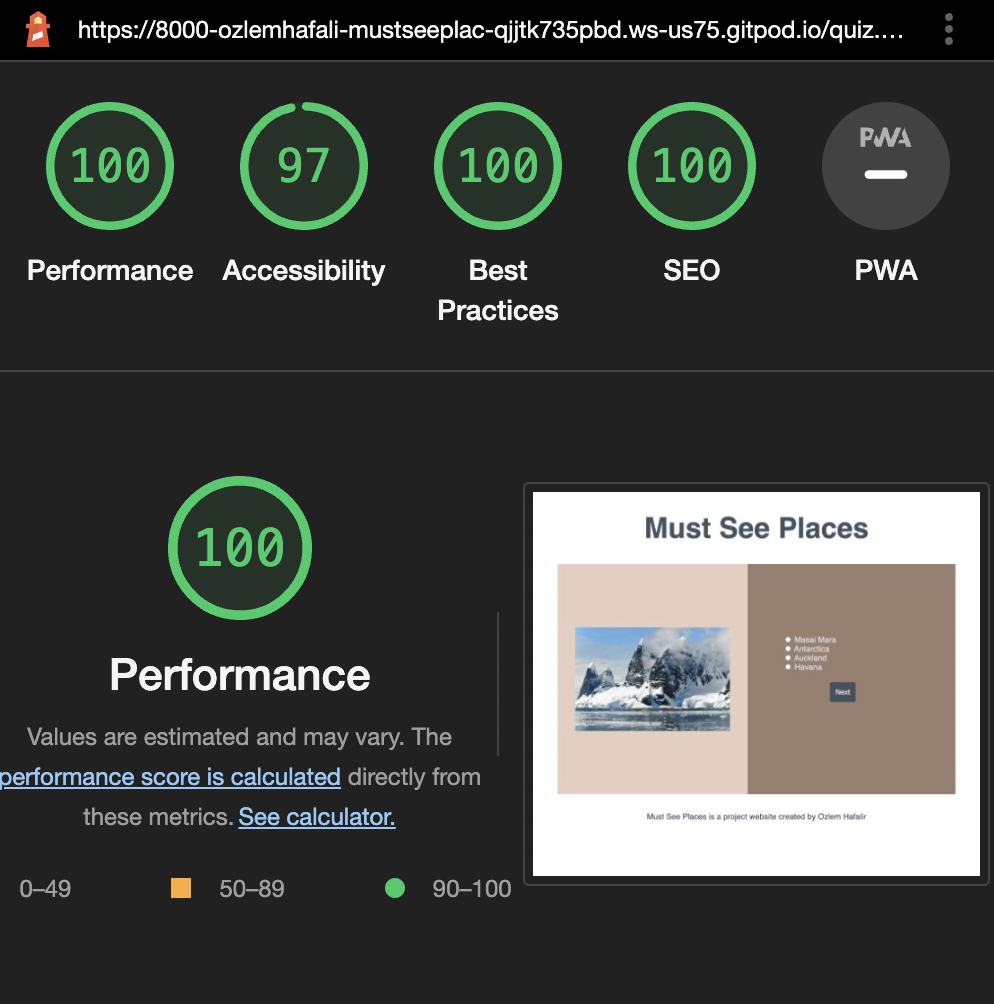 https://8000-ozlemhafali-mustseeplac-qjjtk735pbd.ws-us75.gitpod.io/quiz.…
100
97
100
100
PWA
Performance
Accessibility
Best
Practices
SEO
PWA
100
Performance
Values are estimated and may vary. The
performance score is calculated directly from
these metrics. See calculator.
0–49
50–89
90–100
Must See Places
Masai Mara
Antarctica
Auckland
Havana
Next
Must See Places is a project website created by Ozlem Hafalir